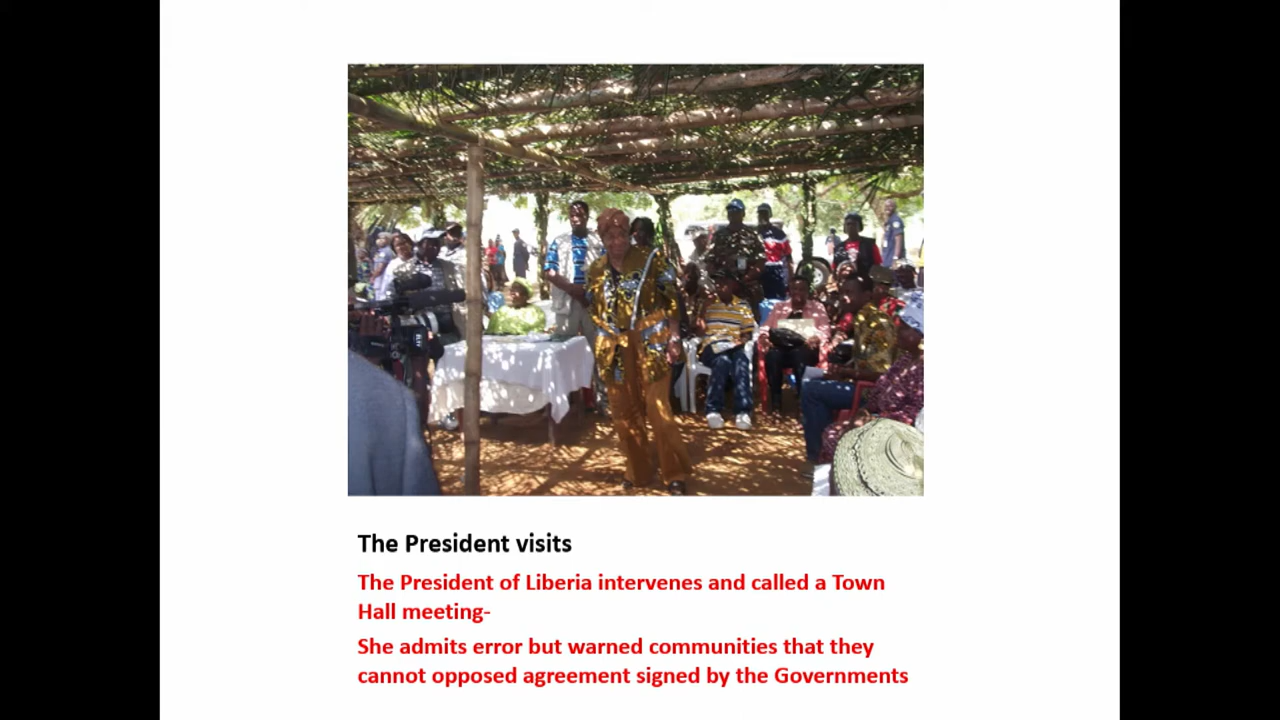 The President visits
The President of Liberia intervenes and called a Town
Hall meeting-
She admits error but warned communities that they
cannot opposed agreement signed by the Governments